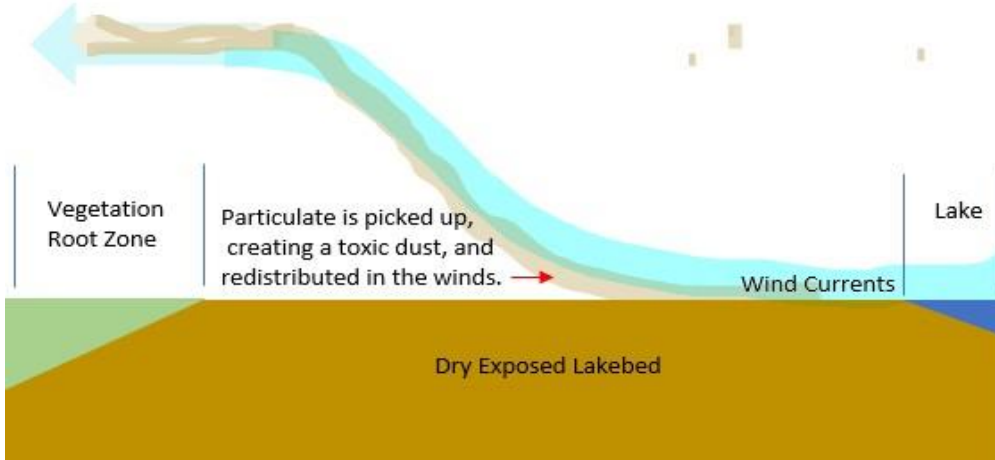 Vegetation
Root Zone
Particulate is picked up,
creating a toxic dust, and
redistributed in the winds.
Lake
Wind Currents
Dry Exposed Lakebed